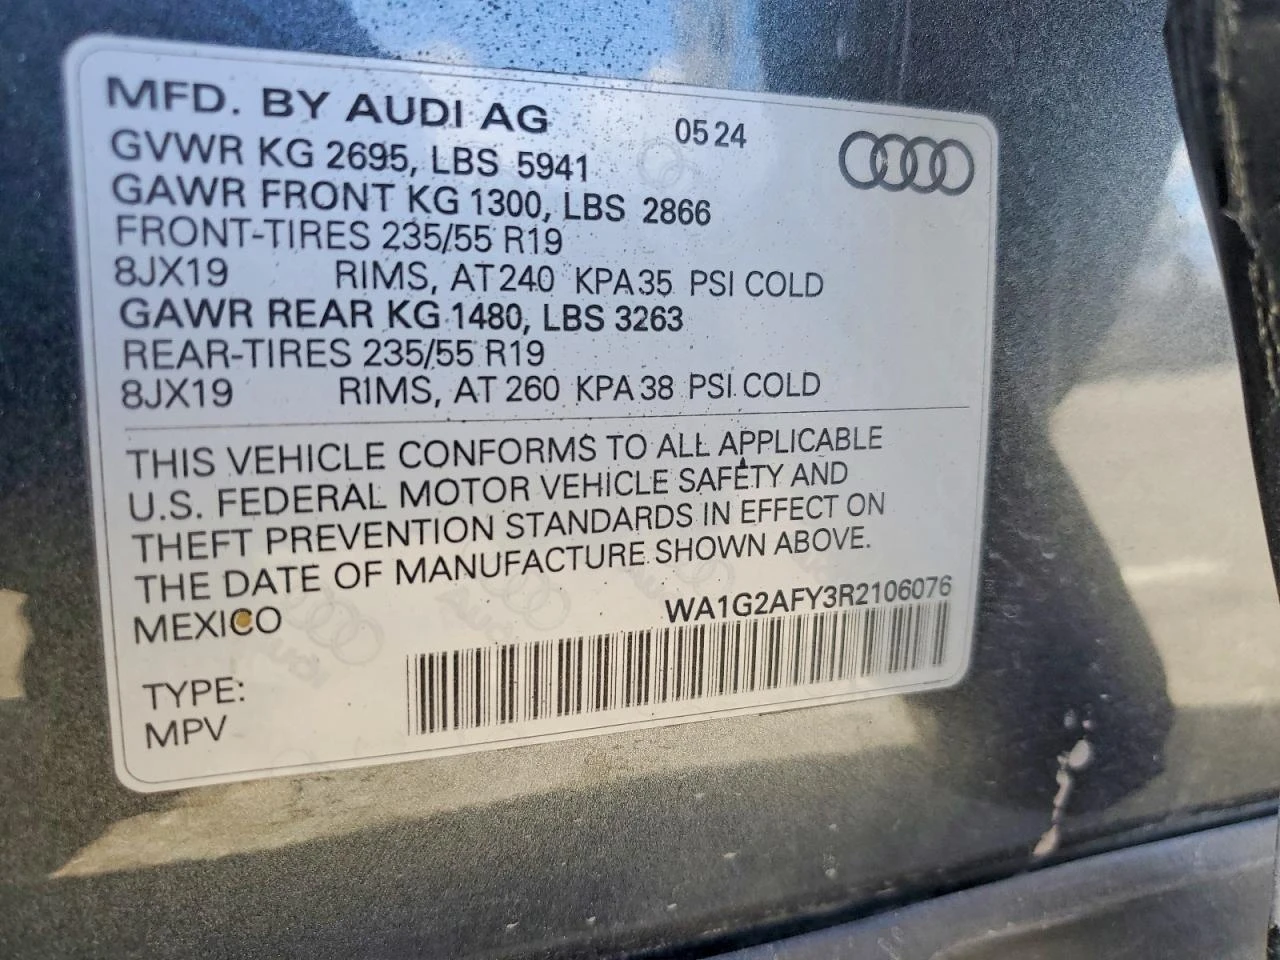 MFD. BY AUDI AG 05 24
GVWR KG 2695, LBS 5941
GAWR FRONT KG 1300, LBS 2866
FRONT-TIRES 235/55 R19
8JX19 RIMS, AT 240 KPA 35 PSI COLD
GAWR REAR KG 1480, LBS 3263
REAR-TIRES 235/55 R19
8JX19 RIMS, AT 260 KPA 38 PSI COLD
THIS VEHICLE CONFORMS TO ALL APPLICABLE
U.S. FEDERAL MOTOR VEHICLE SAFETY AND
THEFT PREVENTION STANDARDS IN EFFECT ON
THE DATE OF MANUFACTURE SHOWN ABOVE.
MEXICO WA1G2AFY3R2106076
TYPE:
MPV